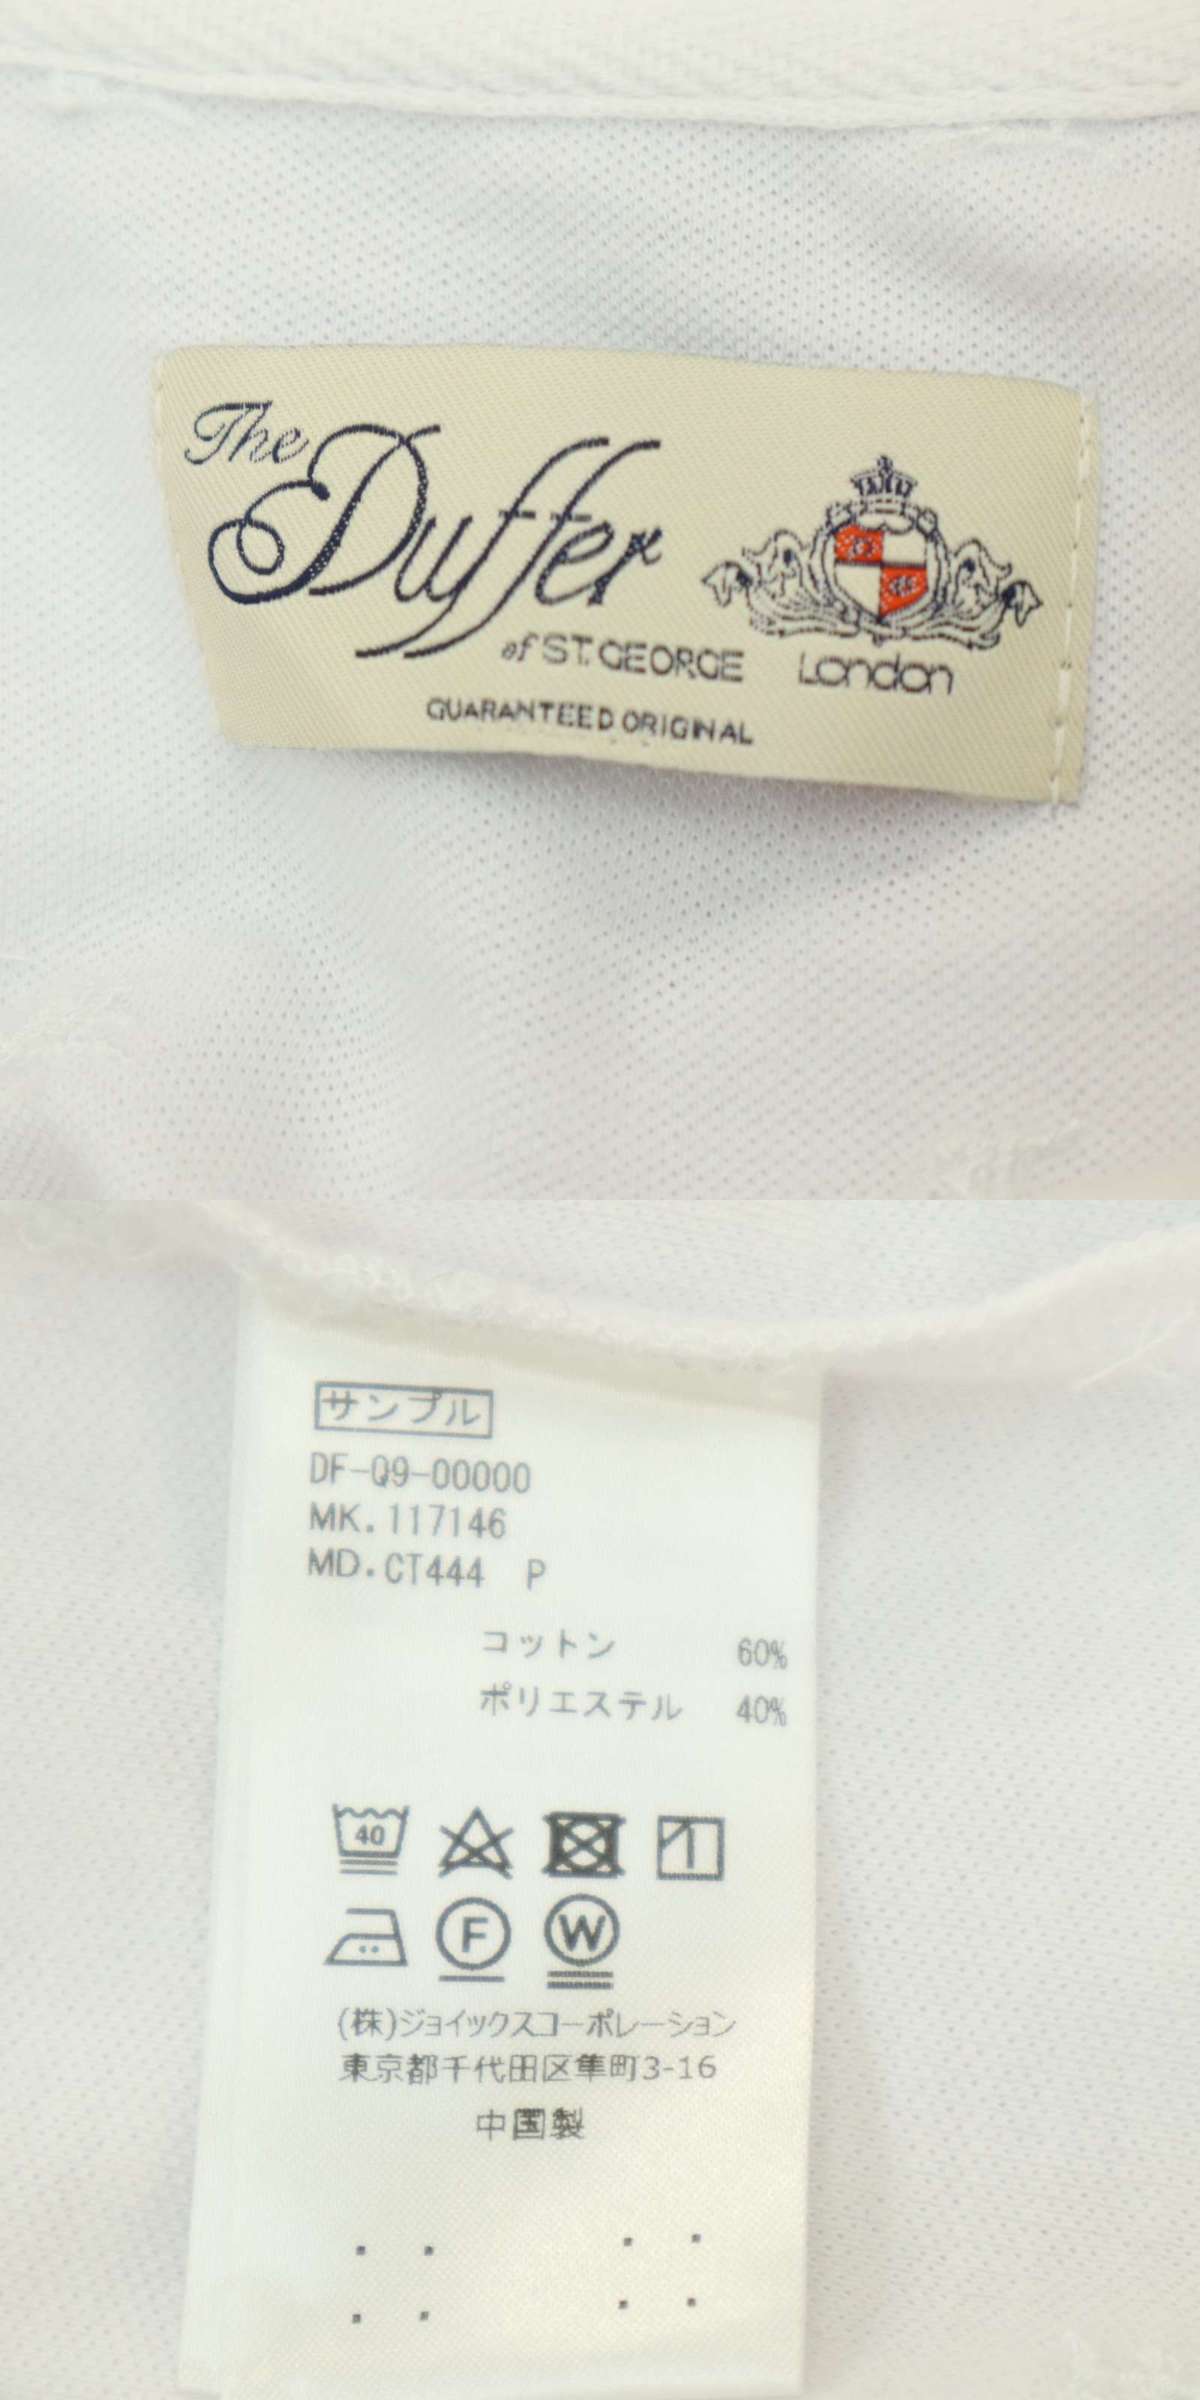 The
Duffer
of ST. GEORGE
London
GUARANTEED ORIGINAL
サンプル
DF-Q9-00000
MK.117146
MD.CT444 P
コットン 60%
ポリエステル 40%
40
F W
(株)ジョイックスコーポレーション
東京都千代田区隼町3-16
中国製